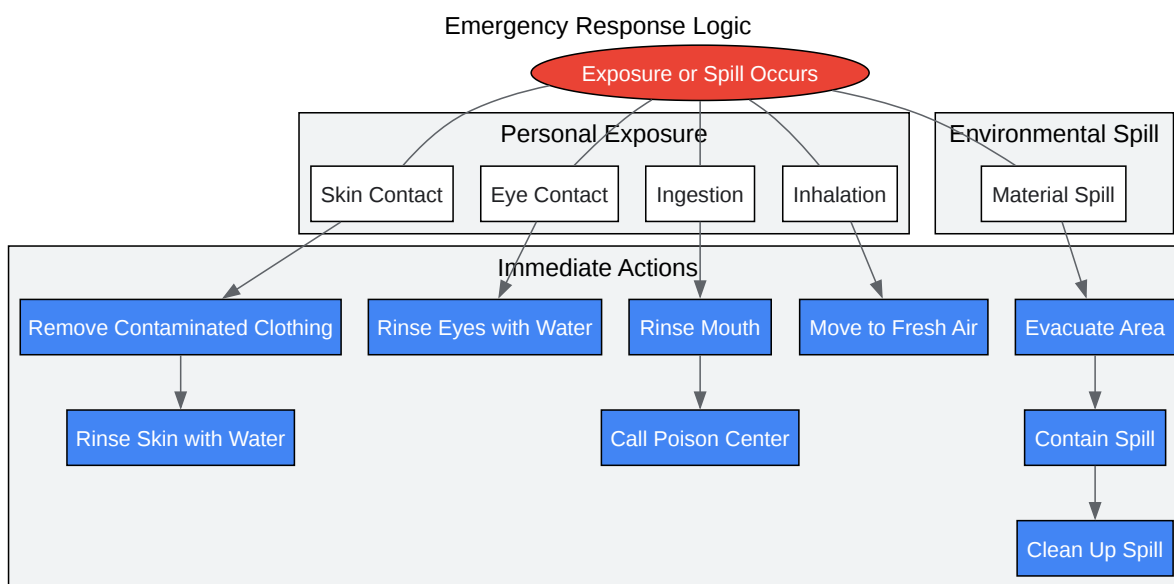 Emergency Response Logic
Exposure or Spill Occurs
Personal Exposure
Environmental Spill
Skin Contact
Eye Contact
Ingestion
Inhalation
Material Spill
Immediate Actions
Remove Contaminated Clothing
Rinse Eyes with Water
Rinse Mouth
Move to Fresh Air
Evacuate Area
Rinse Skin with Water
Call Poison Center
Contain Spill
Clean Up Spill